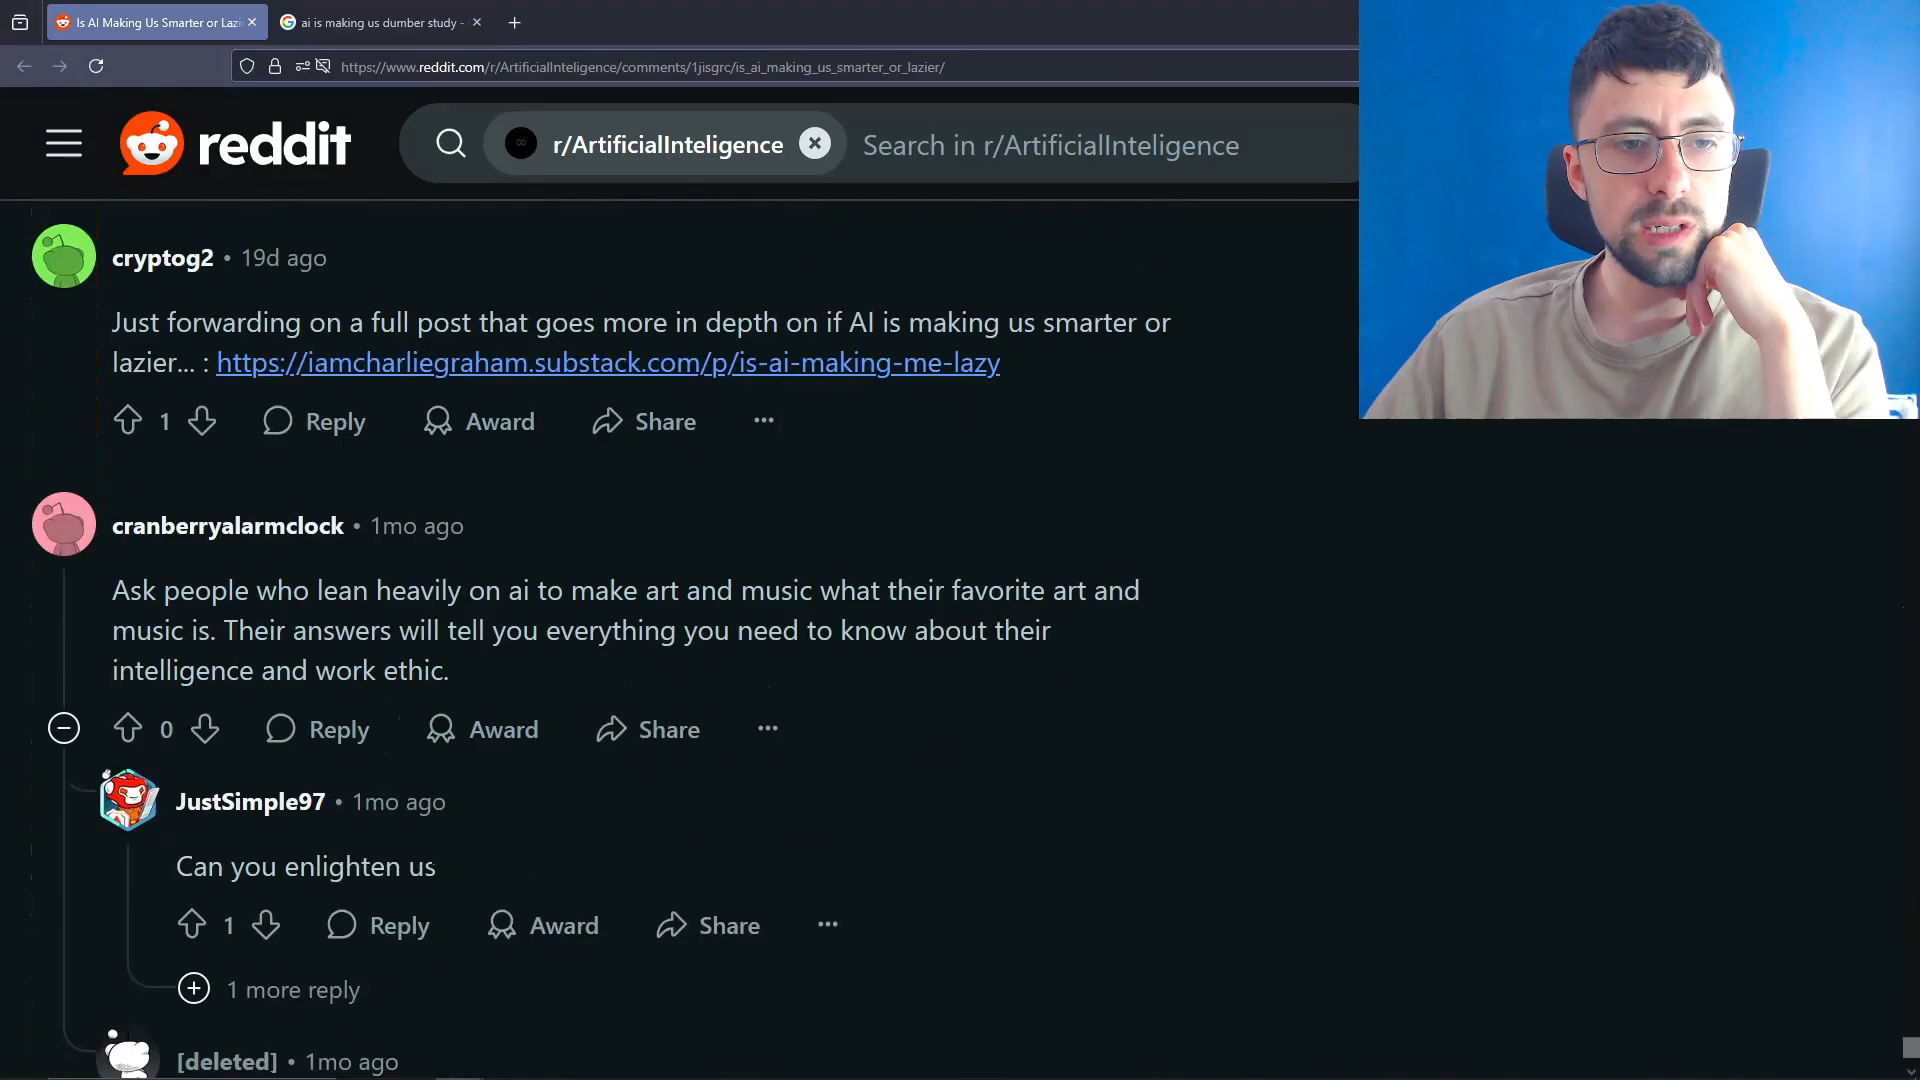 Is AI Making Us Smarter or Lazi
ai is making us dumber study -
https://www.reddit.com/r/ArtificialInteligence/comments/1jisgrc/is_ai_making_us_smarter_or_lazier/
reddit
r/ArtificialInteligence
Search in r/ArtificialInteligence
cryptog2 • 19d ago
Just forwarding on a full post that goes more in depth on if AI is making us smarter or
lazier... : https://iamcharliegraham.substack.com/p/is-ai-making-me-lazy
1 Reply Award Share ...
cranberryalarmclock • 1mo ago
Ask people who lean heavily on ai to make art and music what their favorite art and
music is. Their answers will tell you everything you need to know about their
intelligence and work ethic.
0 Reply Award Share ...
JustSimple97 • 1mo ago
Can you enlighten us
1 Reply Award Share ...
1 more reply
[deleted] • 1mo ago